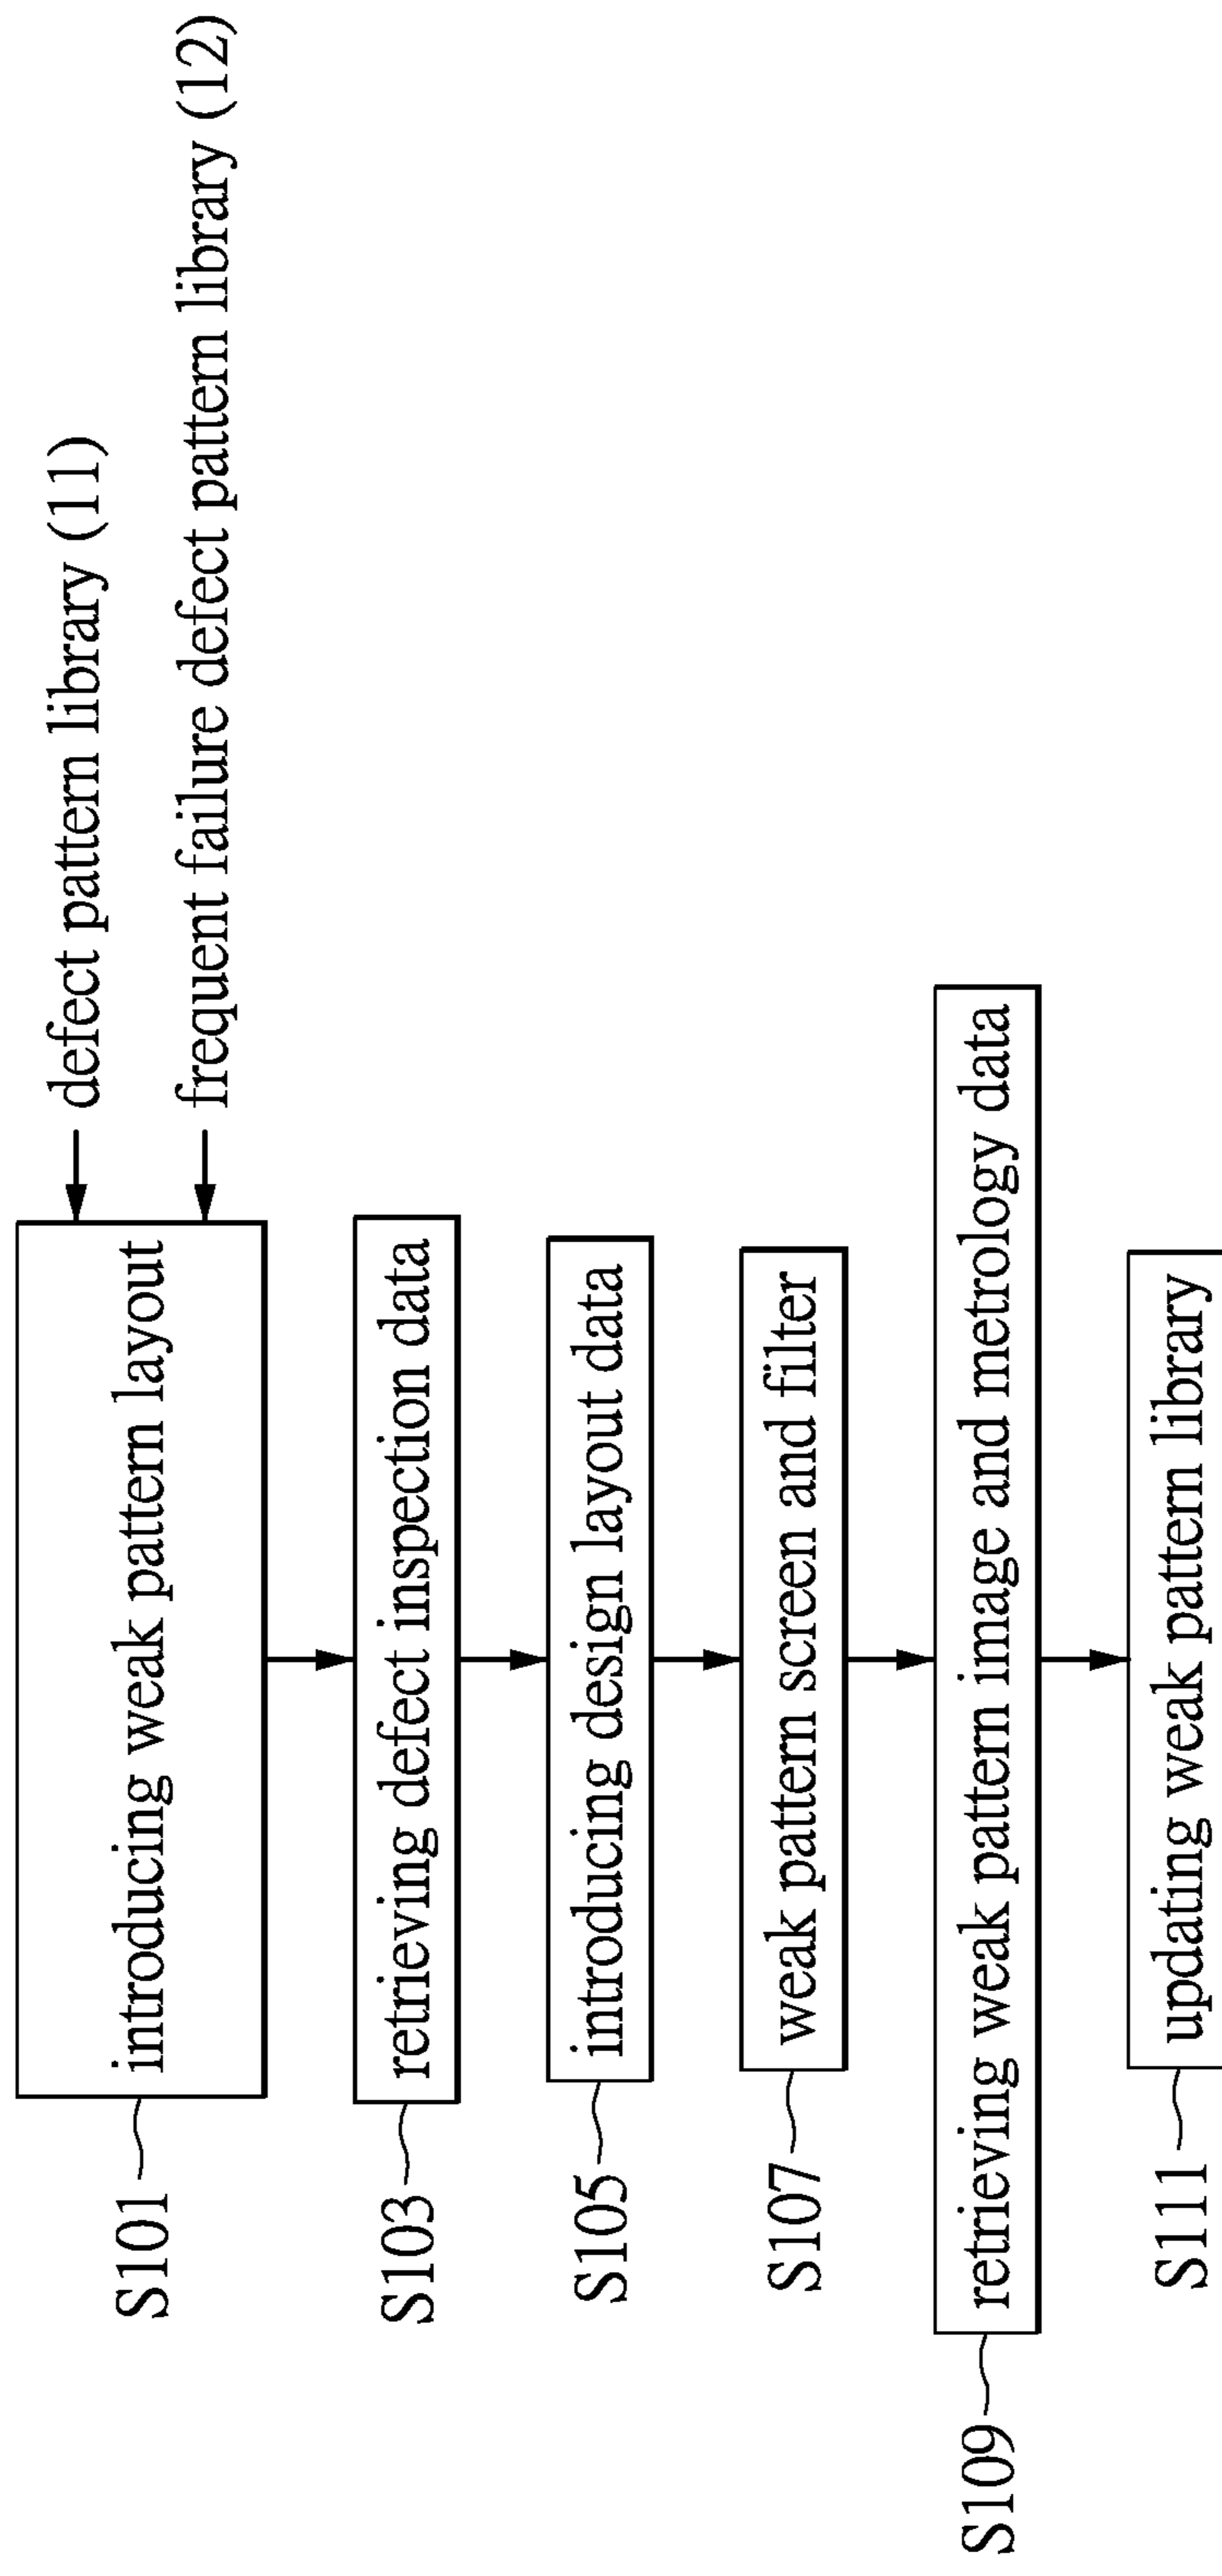 S101
introducing weak pattern layout
defect pattern library (11)
frequent failure defect pattern library (12)
S103
retrieving defect inspection data
S105
introducing design layout data
S107
weak pattern screen and filter
S109
retrieving weak pattern image and metrology data
S111
updating weak pattern library